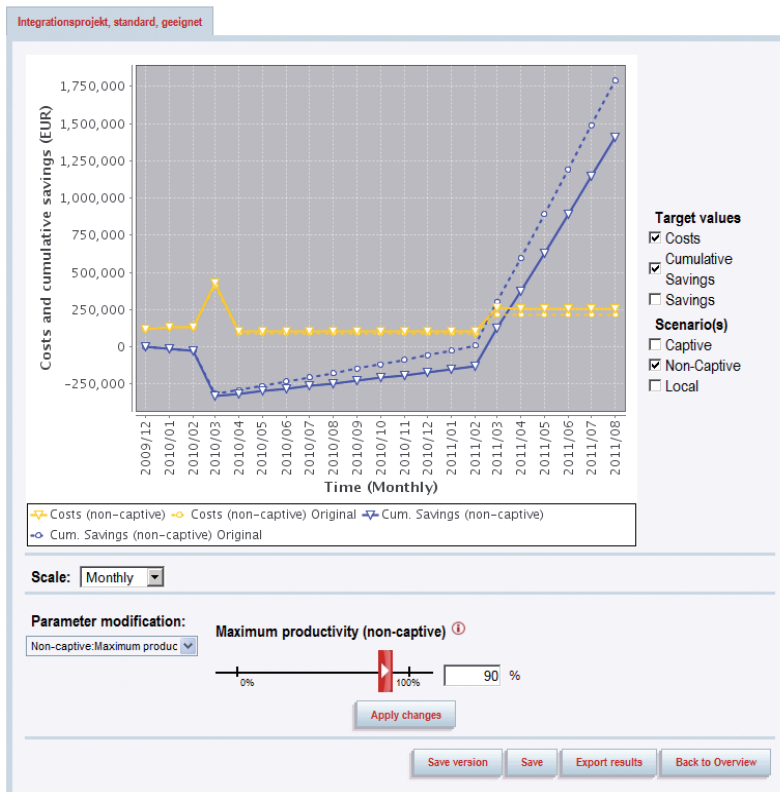 Integrationsprojekt, standard, geeignet
Costs and cumulative savings (EUR)
1,750,000
1,500,000
1,250,000
1,000,000
750,000
500,000
250,000
0
−250,000
2009/12
2010/01
2010/02
2010/03
2010/04
2010/05
2010/06
2010/07
2010/08
2010/09
2010/10
2010/11
2010/12
2011/01
2011/02
2011/03
2011/04
2011/05
2011/06
2011/07
2011/08
Time (Monthly)
Costs (non-captive) Costs (non-captive) Original Cum. Savings (non-captive)
Cum. Savings (non-captive) Original
Target values
Costs
Cumulative
Savings
Savings
Scenario(s)
Captive
Non-Captive
Local
Scale: Monthly
Parameter modification:
Non-captive:Maximum produc
Maximum productivity (non-captive)
0%
100%
90 %
Apply changes
Save version Save Export results Back to Overview